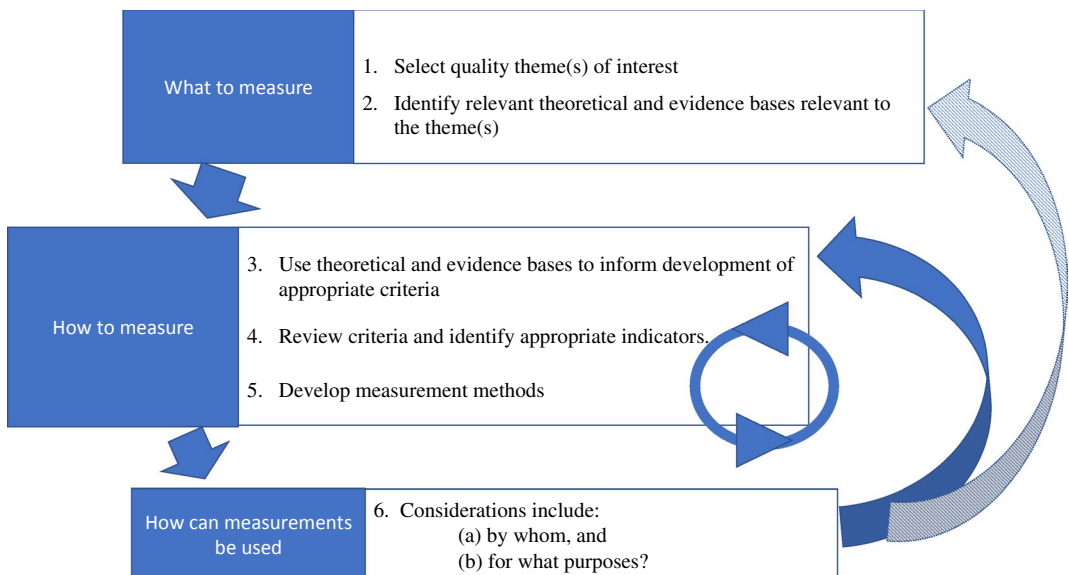 What to measure
1. Select quality theme(s) of interest
2. Identify relevant theoretical and evidence bases relevant to
the theme(s)
How to measure
3. Use theoretical and evidence bases to inform development of
appropriate criteria
4. Review criteria and identify appropriate indicators.
5. Develop measurement methods
How can measurements
be used
6. Considerations include:
(a) by whom, and
(b) for what purposes?